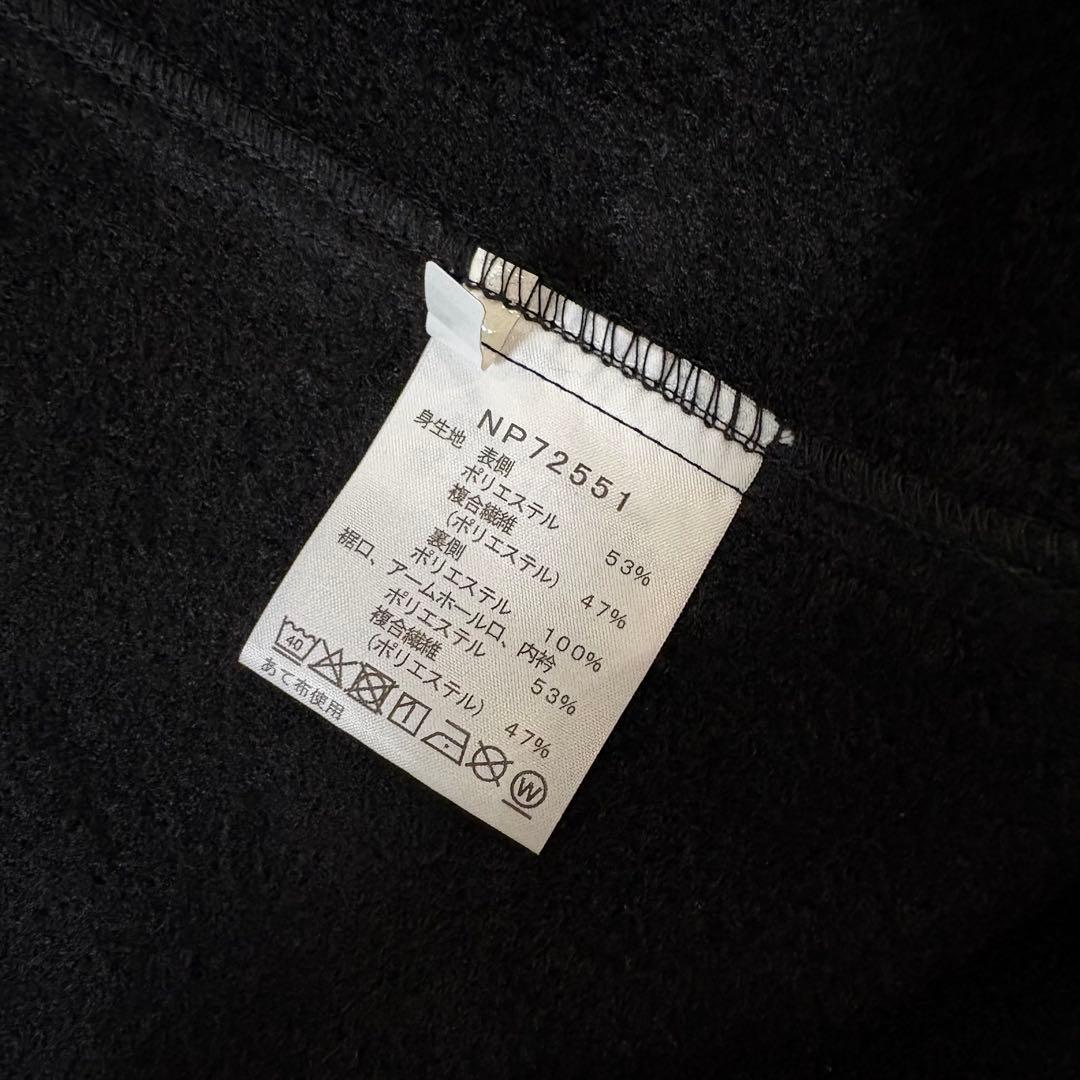 NP72551
身生地 表側
ポリエステル 53%
複合繊維
(ポリエステル) 47%
裏側
ポリエステル 100%
裾口、アームホール口、内衿
ポリエステル 53%
複合繊維
(ポリエステル) 47%
40 W
あて布使用